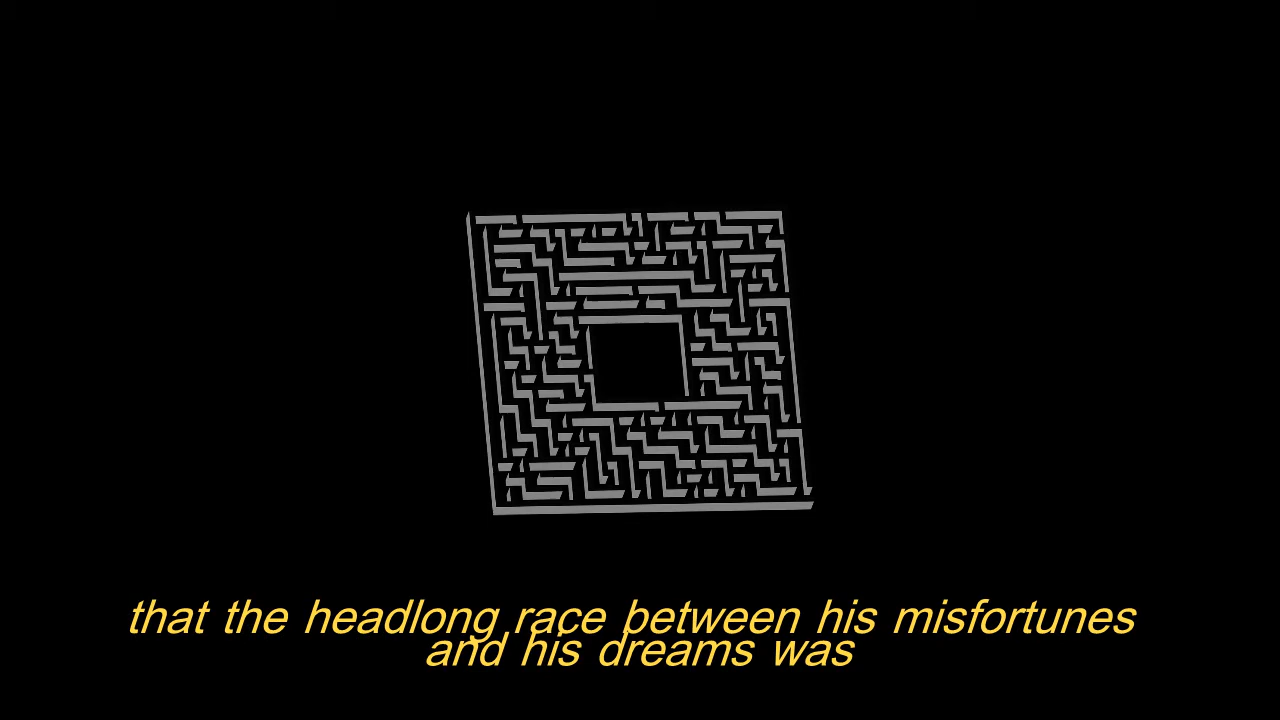 that the headlong race between his misfortunes
and his dreams was